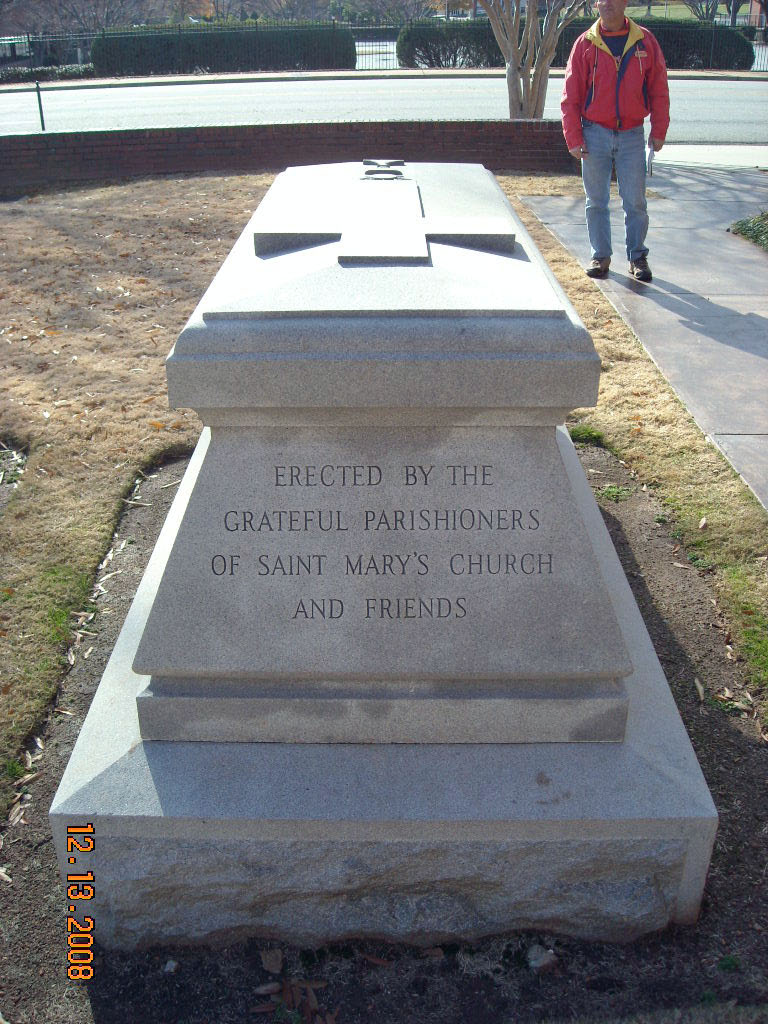 ERECTED BY THE
GRATEFUL PARISHIONERS
OF SAINT MARY'S CHURCH
AND FRIENDS
12.13.2008